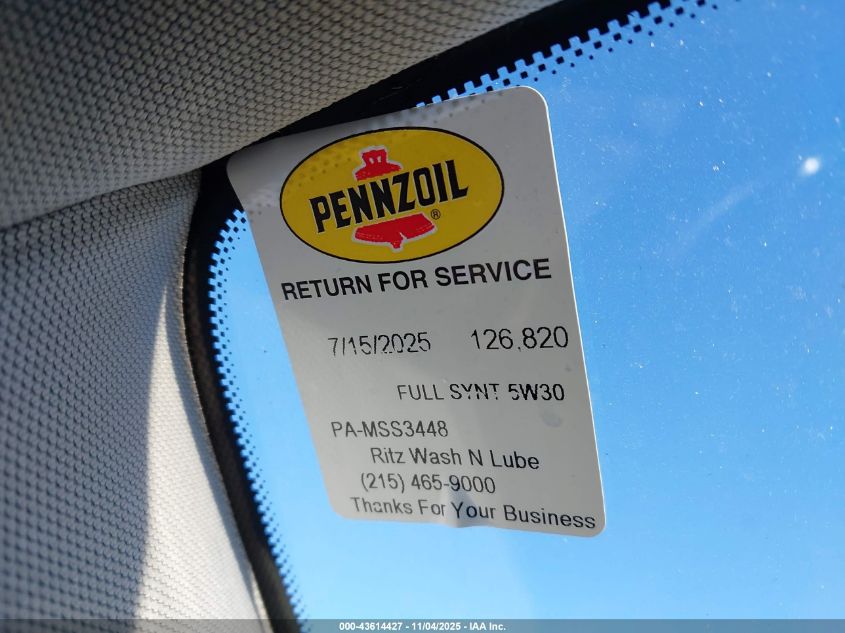 PENNZOIL®
RETURN FOR SERVICE
7/15/2025 126,820
FULL SYNT 5W30
PA-MSS3448
Ritz Wash N Lube
(215) 465-9000
Thanks For Your Business
000-43614427 - 11/04/2025 - IAA Inc.